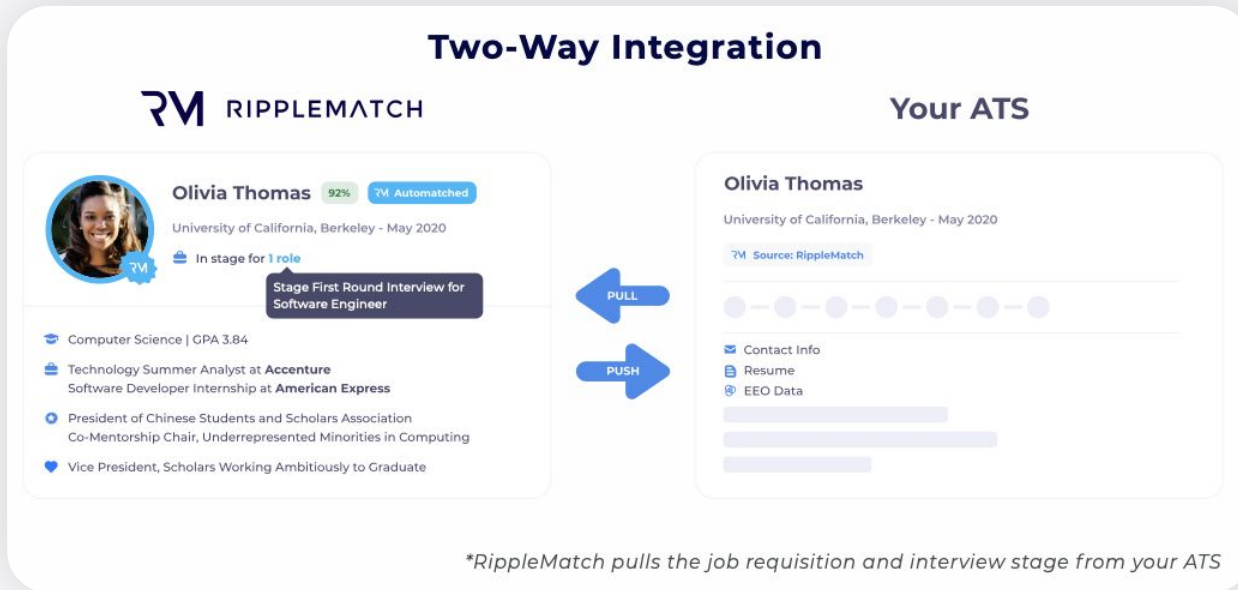 Two-Way Integration
RM RIPPLEMATCH
Your ATS
Olivia Thomas 92% RM Automatched
University of California, Berkeley - May 2020
In stage for 1 role
Stage First Round Interview for
Software Engineer
RM
Computer Science | GPA 3.84
Technology Summer Analyst at Accenture
Software Developer Internship at American Express
President of Chinese Students and Scholars Association
Co-Mentorship Chair, Underrepresented Minorities in Computing
Vice President, Scholars Working Ambitiously to Graduate
PULL
PUSH
Olivia Thomas
University of California, Berkeley - May 2020
RM Source: RippleMatch
Contact Info
Resume
EEO Data
*RippleMatch pulls the job requisition and interview stage from your ATS